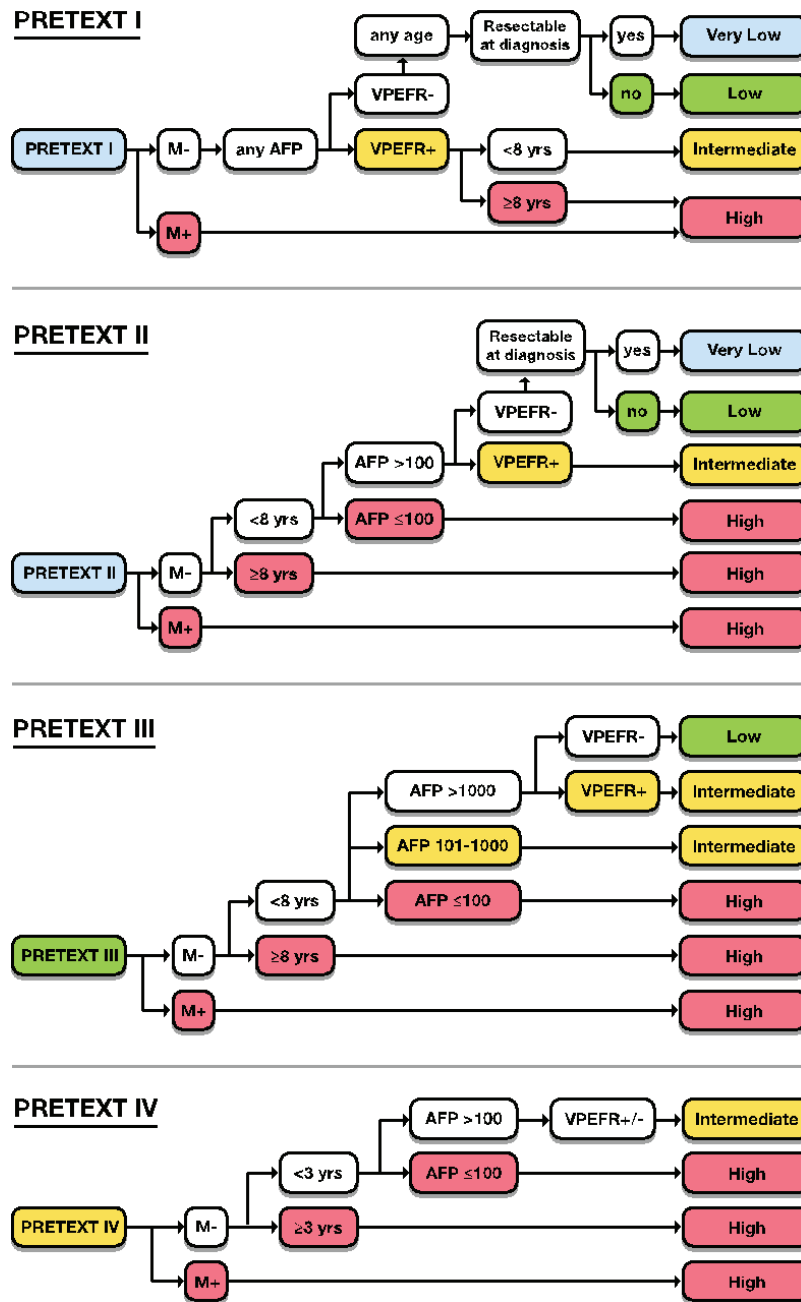 PRETEXT I
any age
Resectable
at diagnosis
yes
Very Low
VPEFR-
no
Low
PRETEXT I
M-
any AFP
VPEFR+
<8 yrs
Intermediate
≥8 yrs
High
M+
PRETEXT II
Resectable
at diagnosis
yes
Very Low
VPEFR-
no
Low
AFP >100
VPEFR+
Intermediate
<8 yrs
AFP ≤100
High
PRETEXT II
M-
≥8 yrs
High
M+
High
PRETEXT III
VPEFR-
Low
AFP >1000
VPEFR+
Intermediate
AFP 101-1000
Intermediate
<8 yrs
AFP ≤100
High
PRETEXT III
M-
≥8 yrs
High
M+
High
PRETEXT IV
AFP >100
VPEFR+/-
Intermediate
<3 yrs
AFP ≤100
High
PRETEXT IV
M-
≥3 yrs
High
M+
High